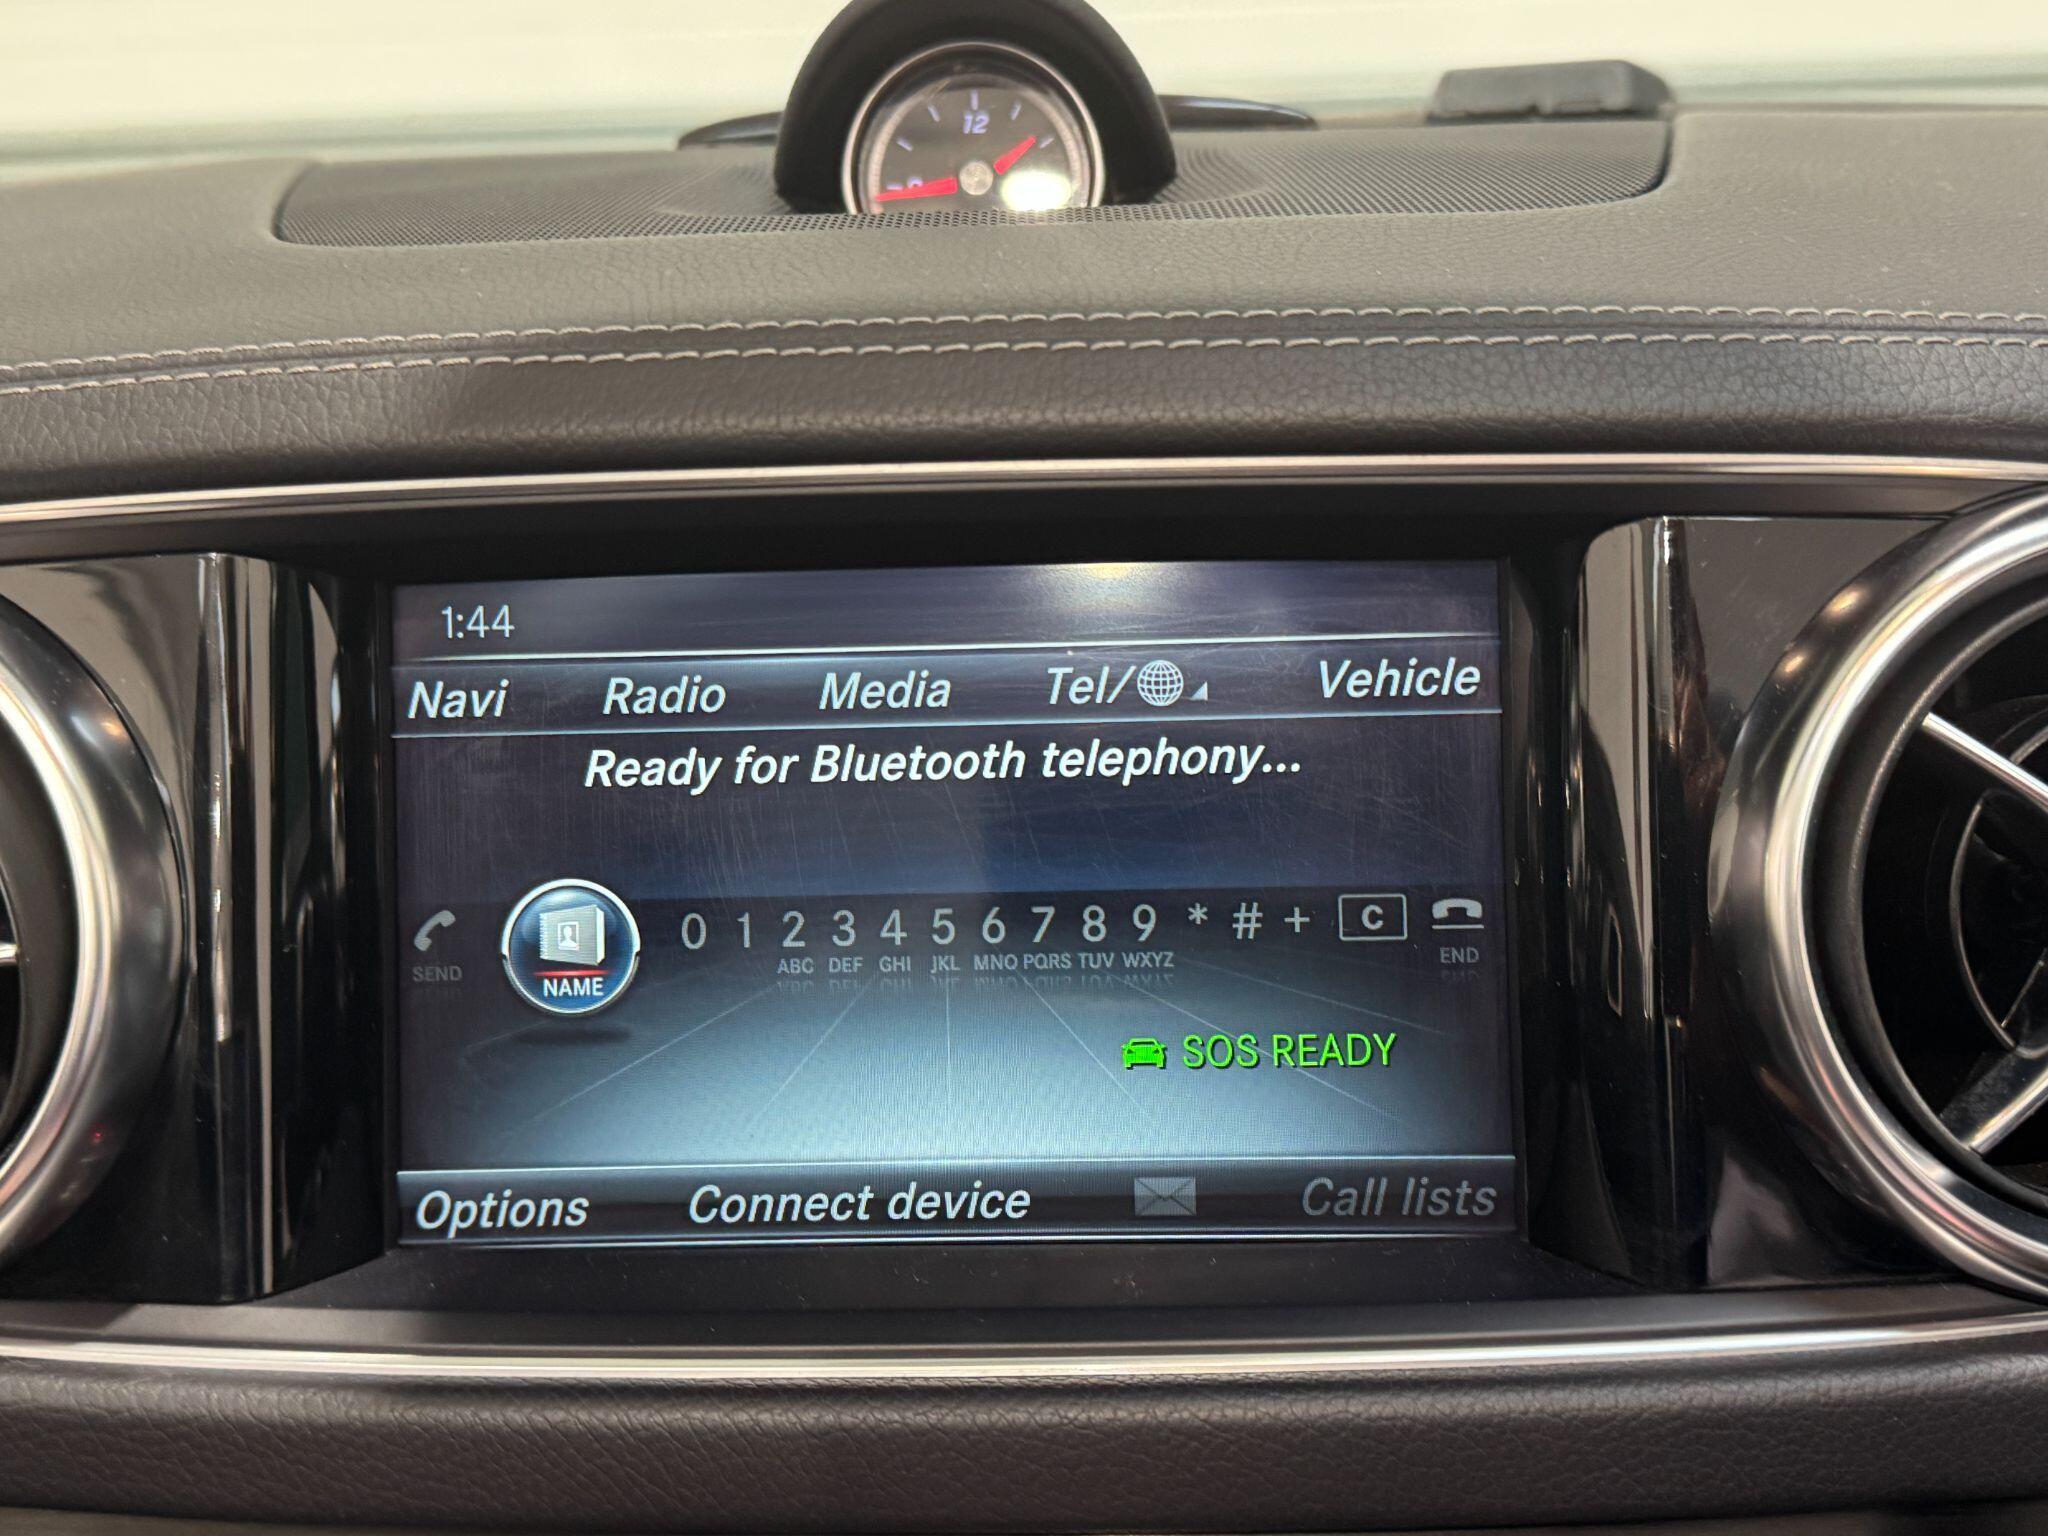 12
9
1:44
Navi Radio Media Tel/ Vehicle
Ready for Bluetooth telephony...
0 1 2 3 4 5 6 7 8 9 * # + C
SEND NAME ABC DEF GHI JKL MNO PQRS TUV WXYZ END
SOS READY
Options Connect device Call lists